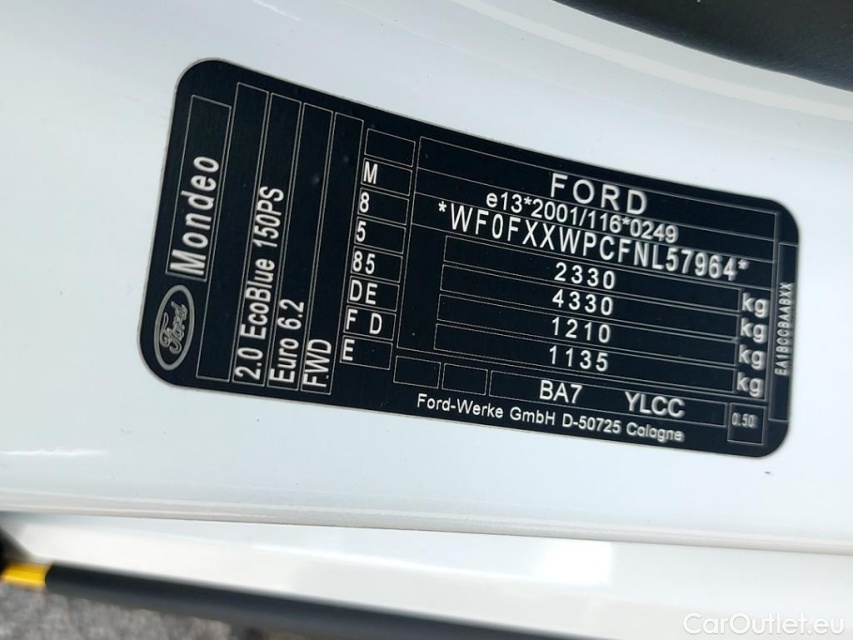 FORD
e13*2001/116*0249
*WF0FXXWPCFNL57964*
2330 kg
4330 kg
1210 kg
1135 kg
BA7 YLCC
0.50
Ford-Werke GmbH D-50725 Cologne
EA1BCCBAABXX
M
8
5
85
DE
F D
E
Mondeo
2.0 EcoBlue 150PS
Euro 6.2
FWD
Ford
CarOutlet.eu